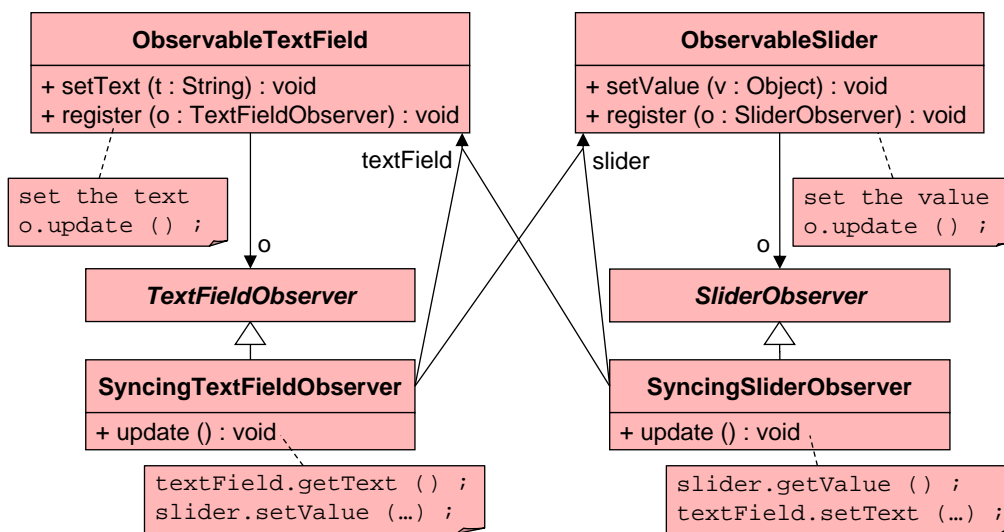 ObservableTextField
+ setText (t : String) : void
+ register (o : TextFieldObserver) : void
ObservableSlider
+ setValue (v : Object) : void
+ register (o : SliderObserver) : void
textField
slider
set the text
o.update () ;
set the value
o.update () ;
o
o
TextFieldObserver
SliderObserver
SyncingTextFieldObserver
+ update () : void
SyncingSliderObserver
+ update () : void
textField.getText () ;
slider.setValue (…) ;
slider.getValue () ;
textField.setText (…) ;